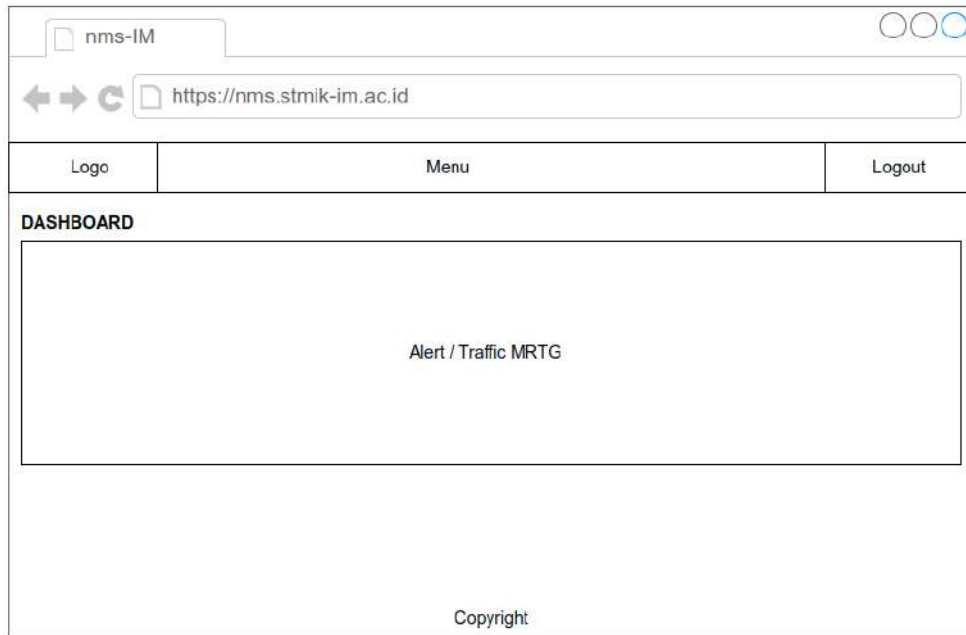 nms-IM
https://nms.stmik-im.ac.id
Logo Menu Logout
DASHBOARD
Alert / Traffic MRTG
Copyright